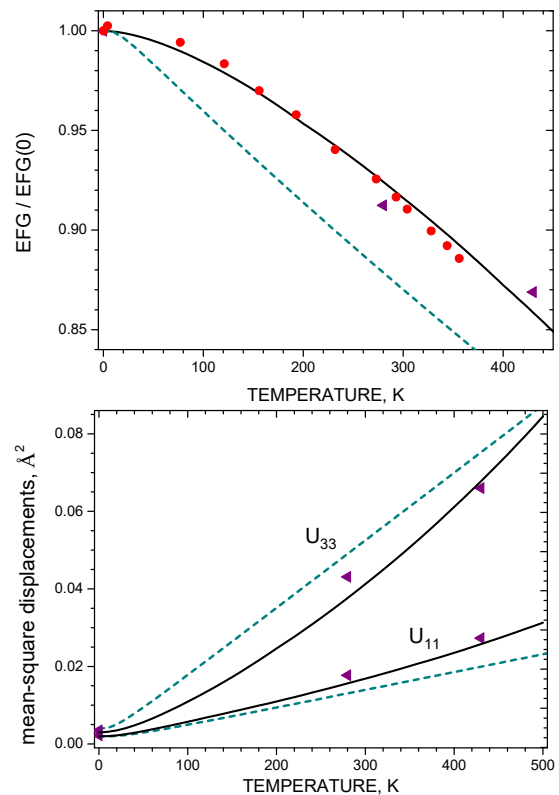 1.00
0.95
0.90
0.85
EFG / EFG(0)
0 100 200 300 400
TEMPERATURE, K
0.08
0.06
0.04
0.02
0.00
mean-square displacements, Å²
U₃₃
U₁₁
0 100 200 300 400 500
TEMPERATURE, K